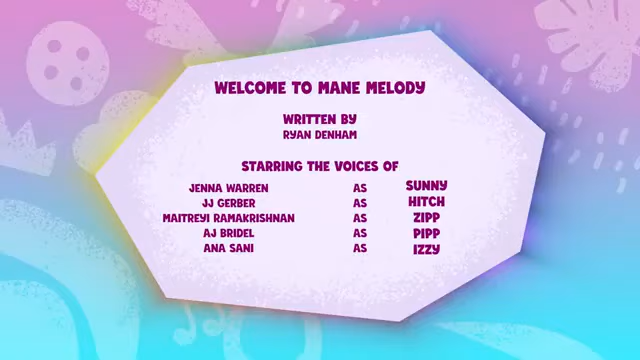 WELCOME TO MANE MELODY
WRITTEN BY
RYAN DENHAM
STARRING THE VOICES OF
JENNA WARREN AS SUNNY
JJ GERBER AS HITCH
MAITREYI RAMAKRISHNAN AS ZIPP
AJ BRIDEL AS PIPP
ANA SANI AS IZZY